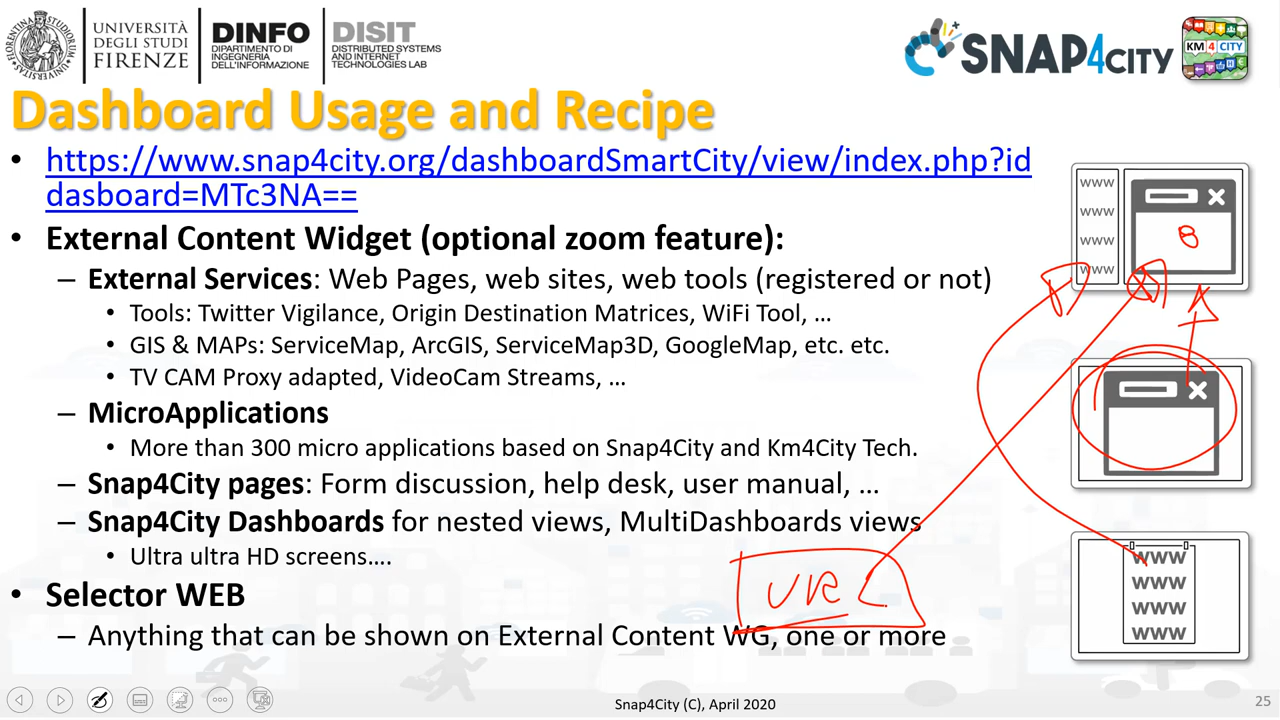 UNIVERSITÀ
DEGLI STUDI
FIRENZE
DINFO
DIPARTIMENTO DI
INGEGNERIA
DELL'INFORMAZIONE
DISIT
DISTRIBUTED SYSTEMS
AND INTERNET
TECHNOLOGIES LAB
SNAP4CITY
KM 4 CITY
Dashboard Usage and Recipe
• https://www.snap4city.org/dashboardSmartCity/view/index.php?id
dasboard=MTc3NA==
• External Content Widget (optional zoom feature):
– External Services: Web Pages, web sites, web tools (registered or not)
• Tools: Twitter Vigilance, Origin Destination Matrices, WiFi Tool, …
• GIS & MAPs: ServiceMap, ArcGIS, ServiceMap3D, GoogleMap, etc. etc.
• TV CAM Proxy adapted, VideoCam Streams, …
– MicroApplications
• More than 300 micro applications based on Snap4City and Km4City Tech.
– Snap4City pages: Form discussion, help desk, user manual, …
– Snap4City Dashboards for nested views, MultiDashboards views
• Ultra ultra HD screens….
• Selector WEB
– Anything that can be shown on External Content WG, one or more
www
www
www
www
B
URL
www
www
www
www
Snap4City (C), April 2020
25